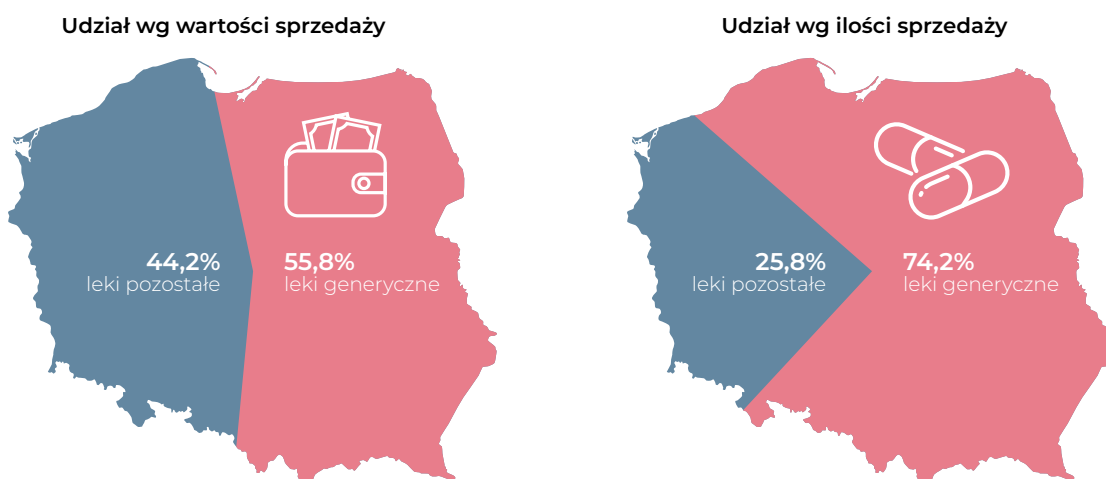 Udział wg wartości sprzedaży
44,2%
leki pozostałe
55,8%
leki generyczne
Udział wg ilości sprzedaży
25,8%
leki pozostałe
74,2%
leki generyczne